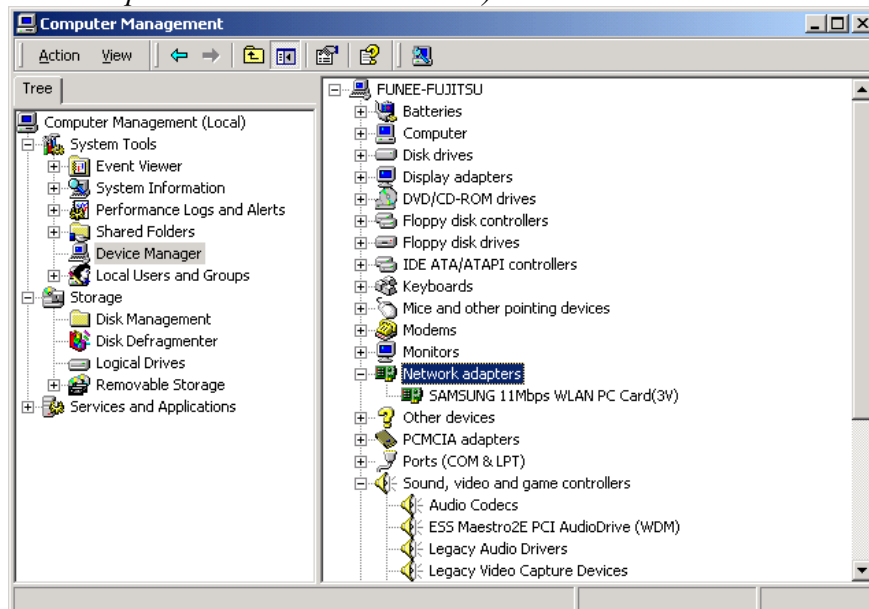 Computer Management
Action View
Tree
Computer Management (Local)
System Tools
Event Viewer
System Information
Performance Logs and Alerts
Shared Folders
Device Manager
Local Users and Groups
Storage
Disk Management
Disk Defragmenter
Logical Drives
Removable Storage
Services and Applications
FUNEE-FUJITSU
Batteries
Computer
Disk drives
Display adapters
DVD/CD-ROM drives
Floppy disk controllers
Floppy disk drives
IDE ATA/ATAPI controllers
Keyboards
Mice and other pointing devices
Modems
Monitors
Network adapters
SAMSUNG 11Mbps WLAN PC Card(3V)
Other devices
PCMCIA adapters
Ports (COM & LPT)
Sound, video and game controllers
Audio Codecs
ESS Maestro2E PCI AudioDrive (WDM)
Legacy Audio Drivers
Legacy Video Capture Devices